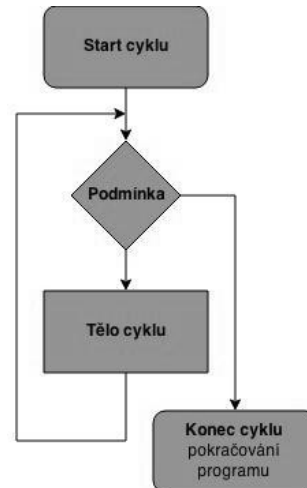 Start cyklu
Podmínka
Tělo cyklu
Konec cyklu
pokračování
programu